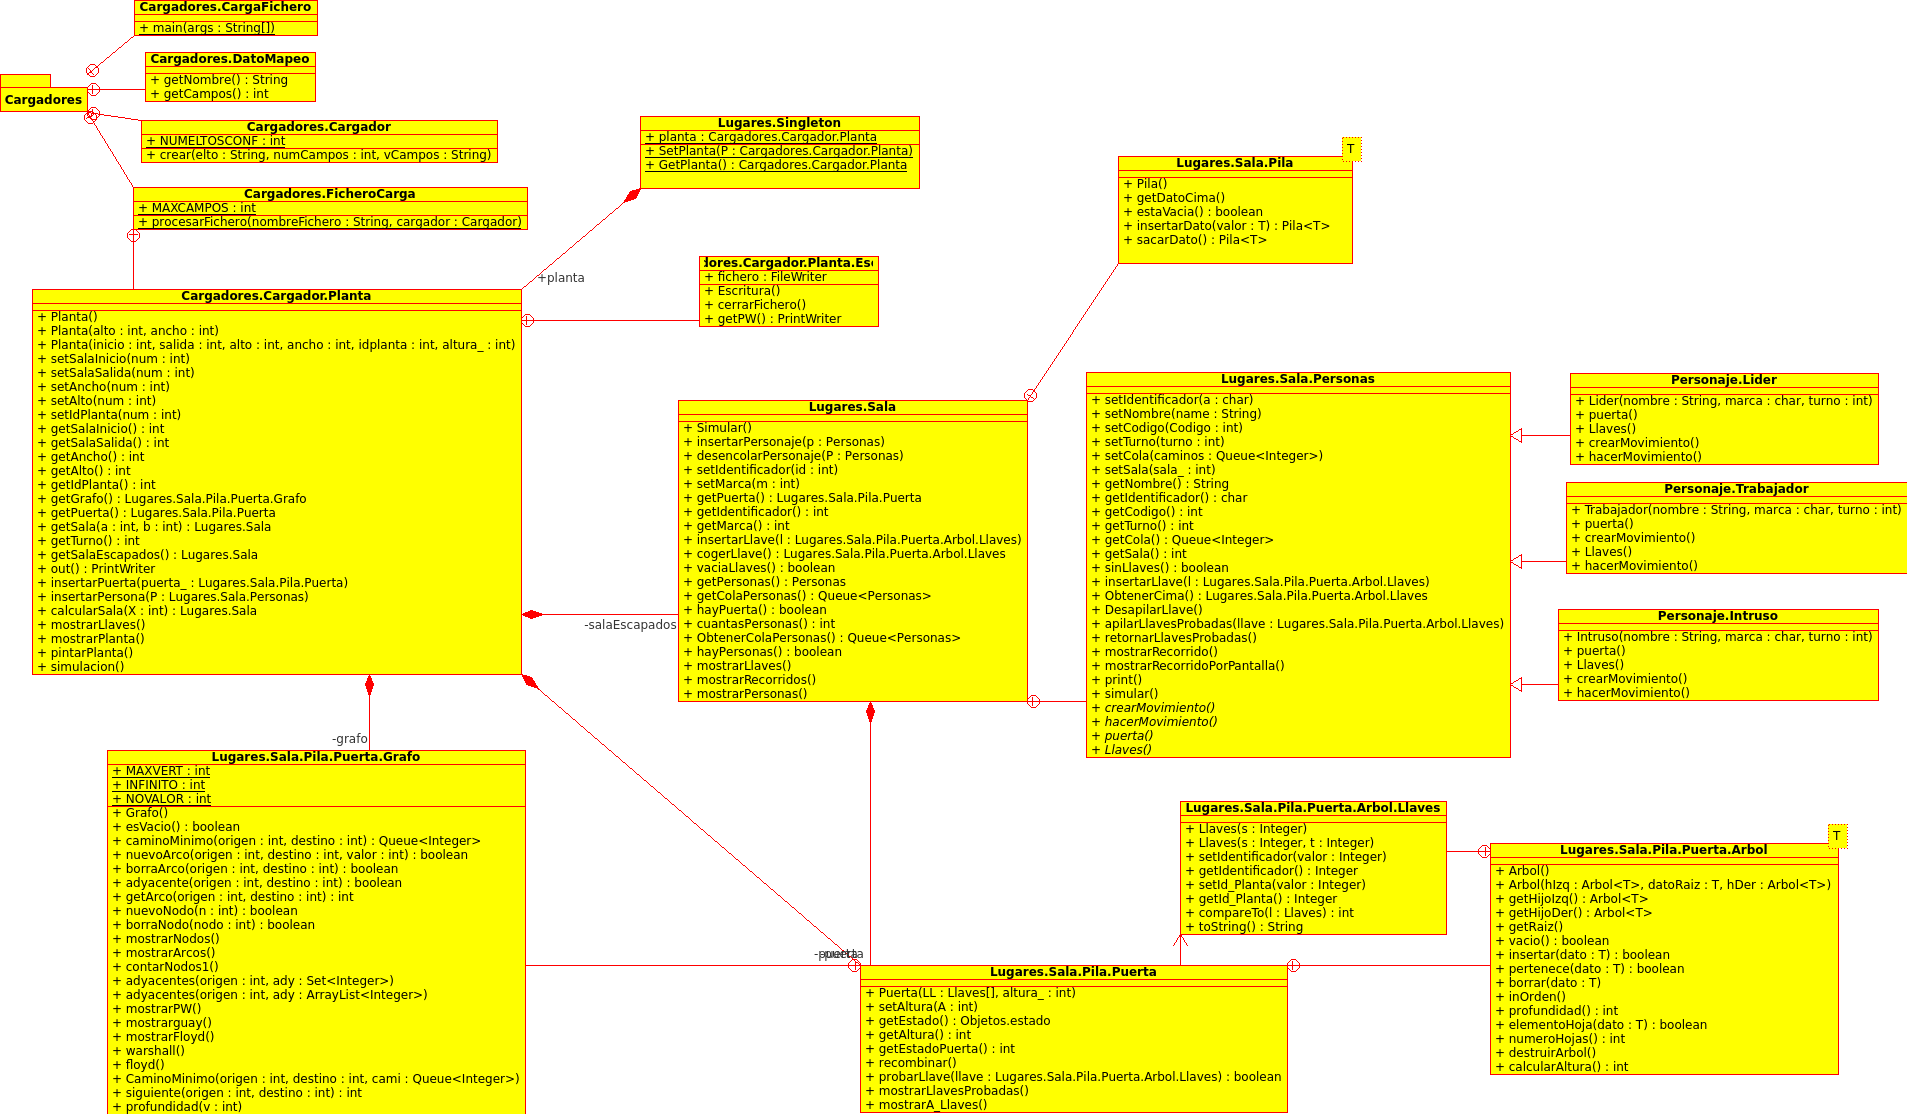 Cargadores.CargaFichero
+ main(args : String[])
Cargadores.DatoMapeo
+ getNombre() : String
+ getCampos() : int
Cargadores
Cargadores.Cargador
+ NUMELTOSCONF : int
+ crear(elto : String, numCampos : int, vCampos : String)
Cargadores.FicheroCarga
+ MAXCAMPOS : int
+ procesarFichero(nombreFichero : String, cargador : Cargador)
Lugares.Singleton
+ planta : Cargadores.Cargador.Planta
+ SetPlanta(P : Cargadores.Cargador.Planta)
+ GetPlanta() : Cargadores.Cargador.Planta
+planta
dores.Cargador.Planta.Esc
+ fichero : FileWriter
+ Escritura()
+ cerrarFichero()
+ getPW() : PrintWriter
T
Lugares.Sala.Pila
+ Pila()
+ getDatoCima()
+ estaVacia() : boolean
+ insertarDato(valor : T) : Pila<T>
+ sacarDato() : Pila<T>
Cargadores.Cargador.Planta
+ Planta()
+ Planta(alto : int, ancho : int)
+ Planta(inicio : int, salida : int, alto : int, ancho : int, idplanta : int, altura_ : int)
+ setSalaInicio(num : int)
+ setSalaSalida(num : int)
+ setAncho(num : int)
+ setAlto(num : int)
+ setIdPlanta(num : int)
+ getSalaInicio() : int
+ getSalaSalida() : int
+ getAncho() : int
+ getAlto() : int
+ getIdPlanta() : int
+ getGrafo() : Lugares.Sala.Pila.Puerta.Grafo
+ getPuerta() : Lugares.Sala.Pila.Puerta
+ getSala(a : int, b : int) : Lugares.Sala
+ getTurno() : int
+ getSalaEscapados() : Lugares.Sala
+ out() : PrintWriter
+ insertarPuerta(puerta_ : Lugares.Sala.Pila.Puerta)
+ insertarPersona(P : Lugares.Sala.Personas)
+ calcularSala(X : int) : Lugares.Sala
+ mostrarLlaves()
+ mostrarPlanta()
+ pintarPlanta()
+ simulacion()
-salaEscapados
Lugares.Sala
+ Simular()
+ insertarPersonaje(p : Personas)
+ desencolarPersonaje(P : Personas)
+ setIdentificador(id : int)
+ setMarca(m : int)
+ getPuerta() : Lugares.Sala.Pila.Puerta
+ getIdentificador() : int
+ getMarca() : int
+ insertarLlave(l : Lugares.Sala.Pila.Puerta.Arbol.Llaves)
+ cogerLlave() : Lugares.Sala.Pila.Puerta.Arbol.Llaves
+ vaciaLlaves() : boolean
+ getPersonas() : Personas
+ getColaPersonas() : Queue<Personas>
+ hayPuerta() : boolean
+ cuantasPersonas() : int
+ ObtenerColaPersonas() : Queue<Personas>
+ hayPersonas() : boolean
+ mostrarLlaves()
+ mostrarRecorridos()
+ mostrarPersonas()
Lugares.Sala.Personas
+ setIdentificador(a : char)
+ setNombre(name : String)
+ setCodigo(Codigo : int)
+ setTurno(turno : int)
+ setCola(caminos : Queue<Integer>)
+ setSala(sala_ : int)
+ getNombre() : String
+ getIdentificador() : char
+ getCodigo() : int
+ getTurno() : int
+ getCola() : Queue<Integer>
+ getSala() : int
+ sinLlaves() : boolean
+ insertarLlave(l : Lugares.Sala.Pila.Puerta.Arbol.Llaves)
+ ObtenerCima() : Lugares.Sala.Pila.Puerta.Arbol.Llaves
+ DesapilarLlave()
+ apilarLlavesProbadas(llave : Lugares.Sala.Pila.Puerta.Arbol.Llaves)
+ retornarLlavesProbadas()
+ mostrarRecorrido()
+ mostrarRecorridoPorPantalla()
+ print()
+ simular()
+ crearMovimiento()
+ hacerMovimiento()
+ puerta()
+ Llaves()
Personaje.Lider
+ Lider(nombre : String, marca : char, turno : int)
+ puerta()
+ Llaves()
+ crearMovimiento()
+ hacerMovimiento()
Personaje.Trabajador
+ Trabajador(nombre : String, marca : char, turno : int)
+ puerta()
+ crearMovimiento()
+ Llaves()
+ hacerMovimiento()
Personaje.Intruso
+ Intruso(nombre : String, marca : char, turno : int)
+ puerta()
+ Llaves()
+ crearMovimiento()
+ hacerMovimiento()
-grafo
Lugares.Sala.Pila.Puerta.Grafo
+ MAXVERT : int
+ INFINITO : int
+ NOVALOR : int
+ Grafo()
+ esVacio() : boolean
+ caminoMinimo(origen : int, destino : int) : Queue<Integer>
+ nuevoArco(origen : int, destino : int, valor : int) : boolean
+ borraArco(origen : int, destino : int) : boolean
+ adyacente(origen : int, destino : int) : boolean
+ getArco(origen : int, destino : int) : int
+ nuevoNodo(n : int) : boolean
+ borraNodo(nodo : int) : boolean
+ mostrarNodos()
+ mostrarArcos()
+ contarNodos1()
+ adyacentes(origen : int, ady : Set<Integer>)
+ adyacentes(origen : int, ady : ArrayList<Integer>)
+ mostrarPW()
+ mostrarguay()
+ mostrarFloyd()
+ warshall()
+ floyd()
+ CaminoMinimo(origen : int, destino : int, cami : Queue<Integer>)
+ siguiente(origen : int, destino : int) : int
+ profundidad(v : int)
-puerta
Lugares.Sala.Pila.Puerta
+ Puerta(LL : Llaves[], altura_ : int)
+ setAltura(A : int)
+ getEstado() : Objetos.estado
+ getAltura() : int
+ getEstadoPuerta() : int
+ recombinar()
+ probarLlave(llave : Lugares.Sala.Pila.Puerta.Arbol.Llaves) : boolean
+ mostrarLlavesProbadas()
+ mostrarA_Llaves()
Lugares.Sala.Pila.Puerta.Arbol.Llaves
+ Llaves(s : Integer)
+ Llaves(s : Integer, t : Integer)
+ setIdentificador(valor : Integer)
+ getIdentificador() : Integer
+ setId_Planta(valor : Integer)
+ getId_Planta() : Integer
+ compareTo(l : Llaves) : int
+ toString() : String
T
Lugares.Sala.Pila.Puerta.Arbol
+ Arbol()
+ Arbol(hIzq : Arbol<T>, datoRaiz : T, hDer : Arbol<T>)
+ getHijoIzq() : Arbol<T>
+ getHijoDer() : Arbol<T>
+ getRaiz()
+ vacio() : boolean
+ insertar(dato : T) : boolean
+ pertenece(dato : T) : boolean
+ borrar(dato : T)
+ inOrden()
+ profundidad() : int
+ elementoHoja(dato : T) : boolean
+ numeroHojas() : int
+ destruirArbol()
+ calcularAltura() : int